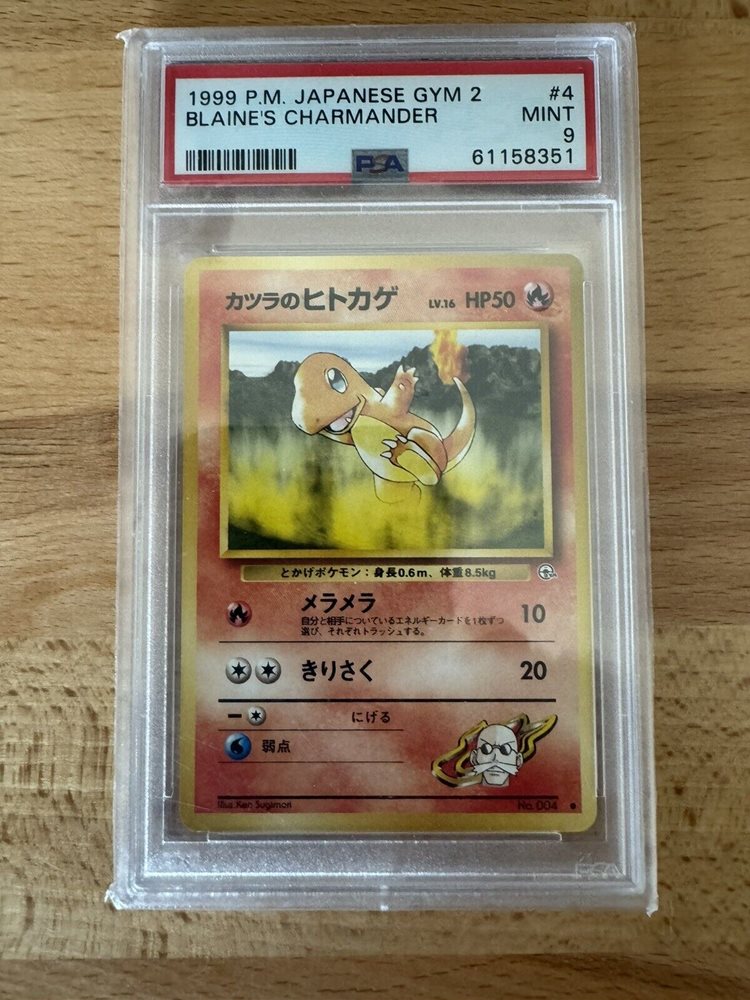 1999 P.M. JAPANESE GYM 2 #4
BLAINE'S CHARMANDER MINT
9
PSA 61158351
カツラのヒトカゲ LV.16 HP50
とかげポケモン：身長0.6m、体重8.5kg
メラメラ 10
自分と相手についているエネルギーカードを1枚ずつ
選び、それぞれトラッシュする。
きりさく 20
にげる
弱点
Illus. Ken Sugimori No. 004
PSA